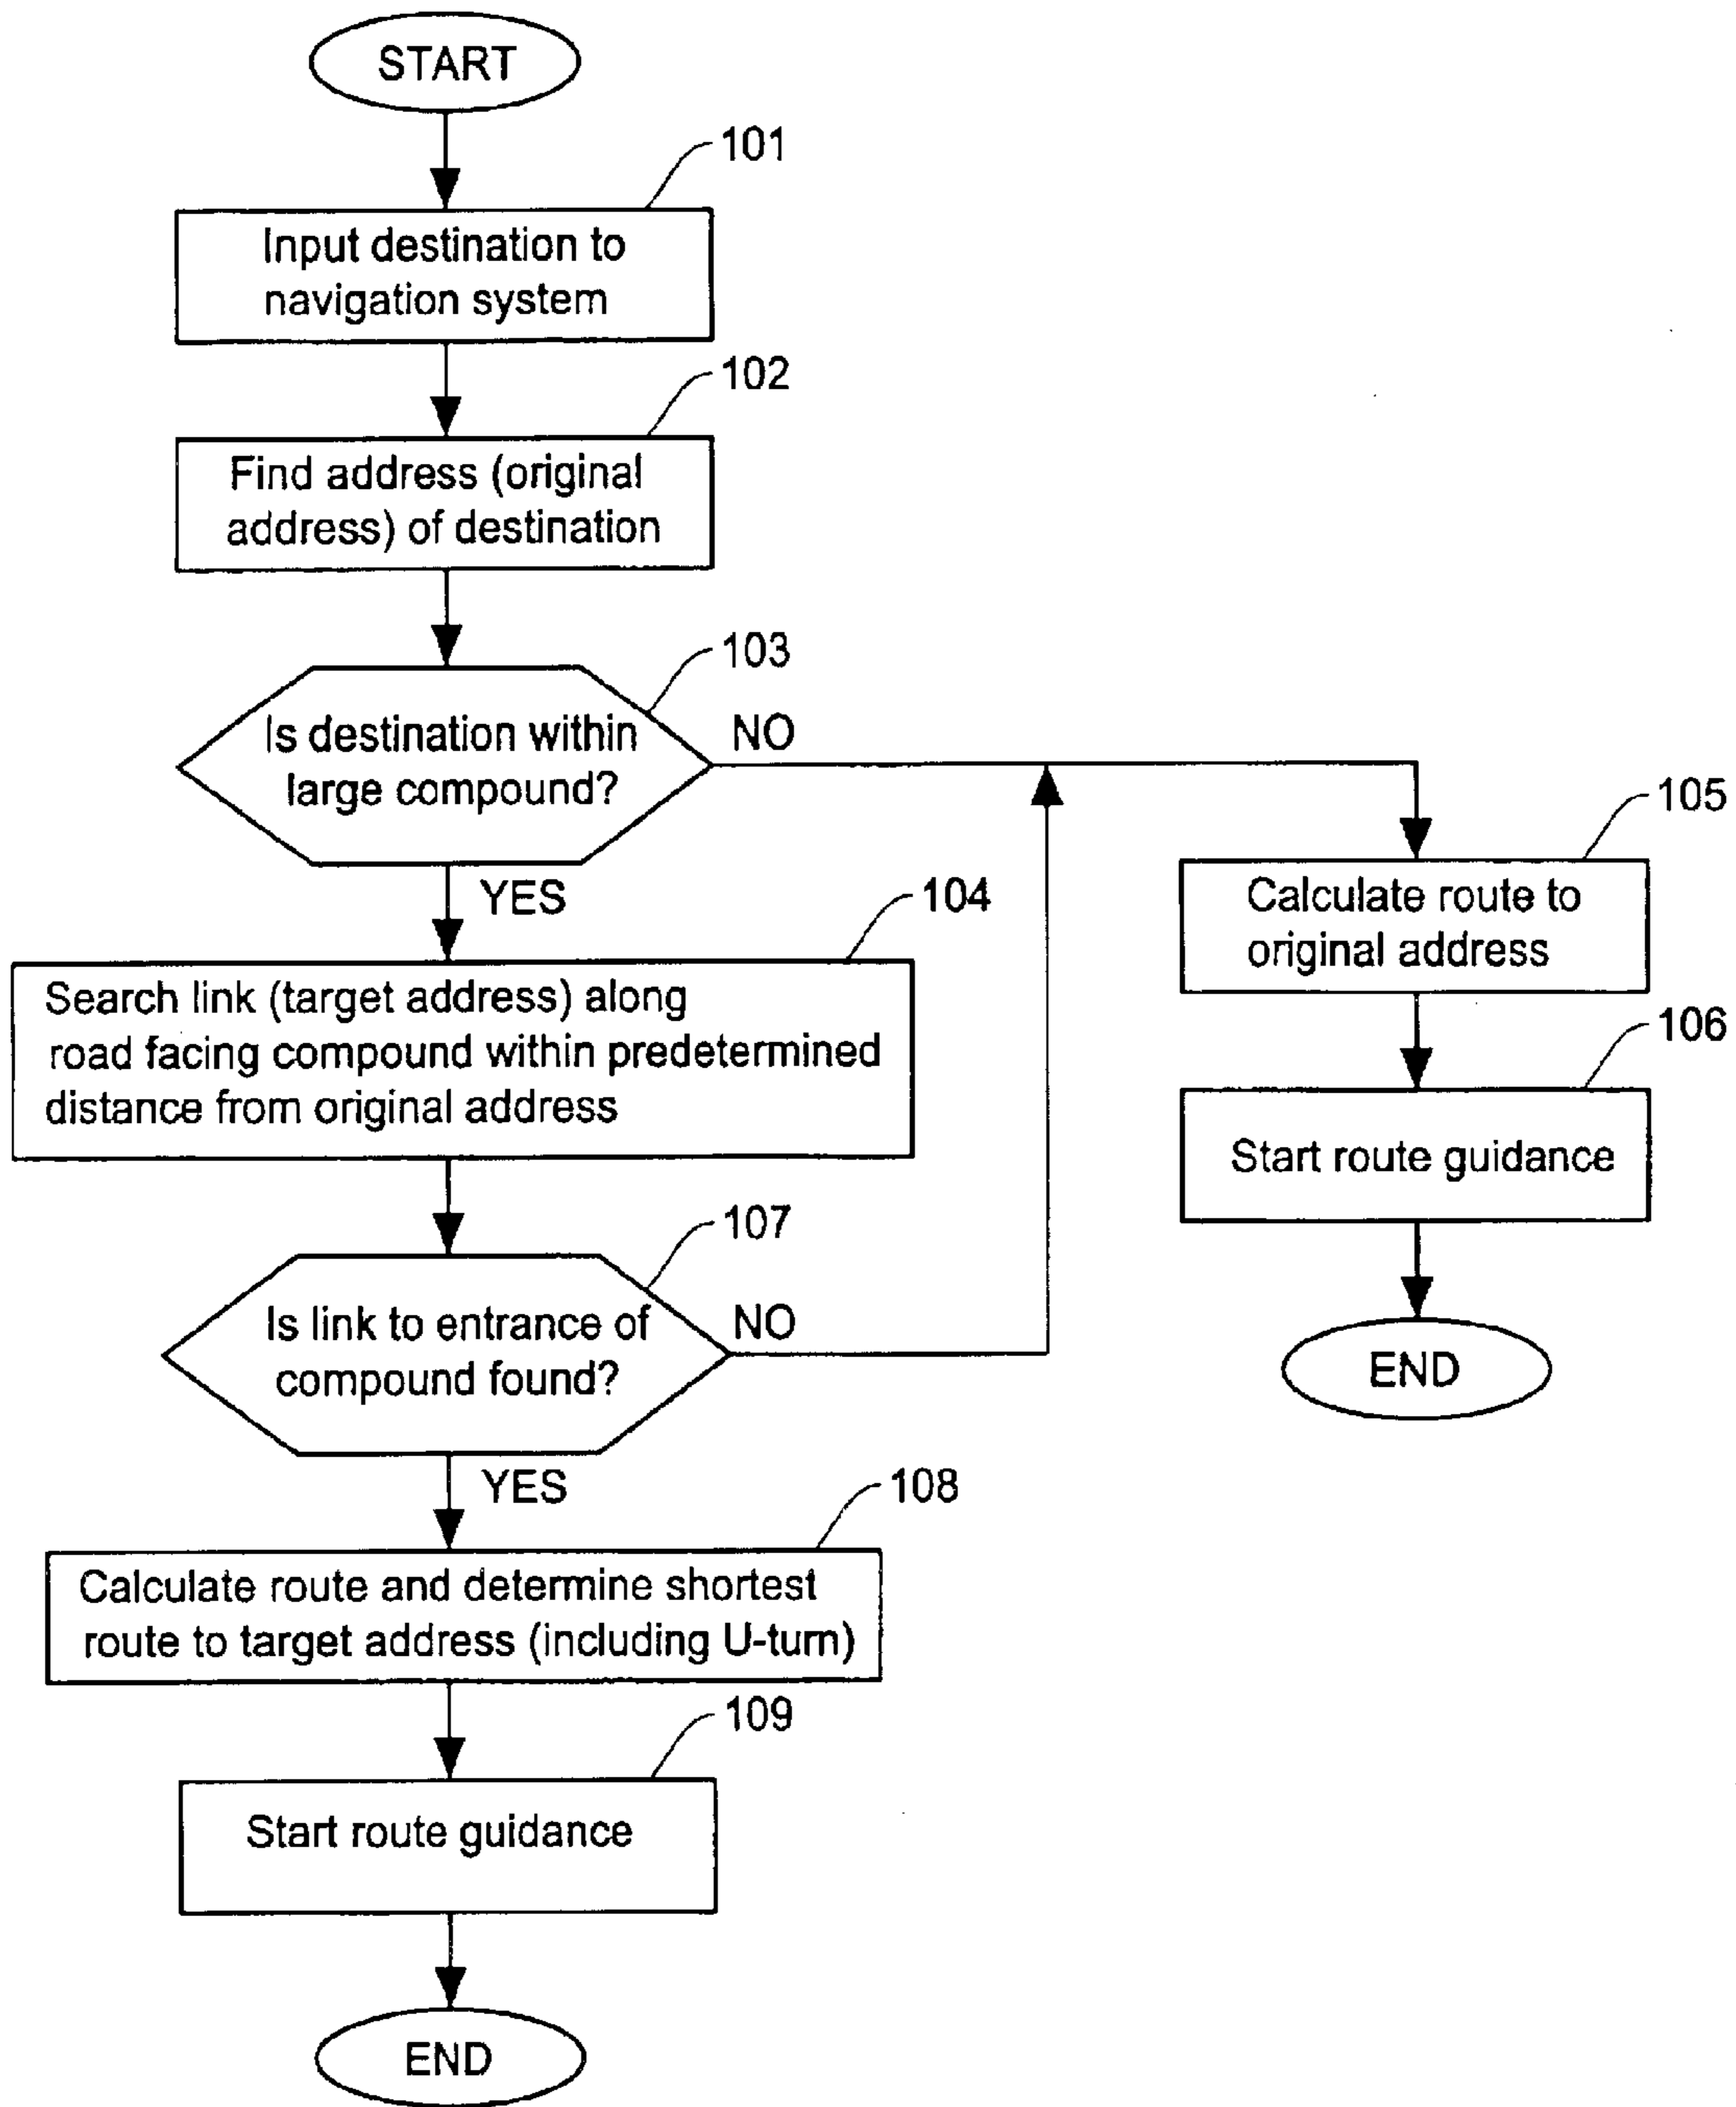 START
101
Input destination to
navigation system
102
Find address (original
address) of destination
103
Is destination within
large compound?
NO
YES
104
Search link (target address) along
road facing compound within predetermined
distance from original address
105
Calculate route to
original address
106
Start route guidance
END
107
Is link to entrance of
compound found?
NO
YES
108
Calculate route and determine shortest
route to target address (including U-turn)
109
Start route guidance
END